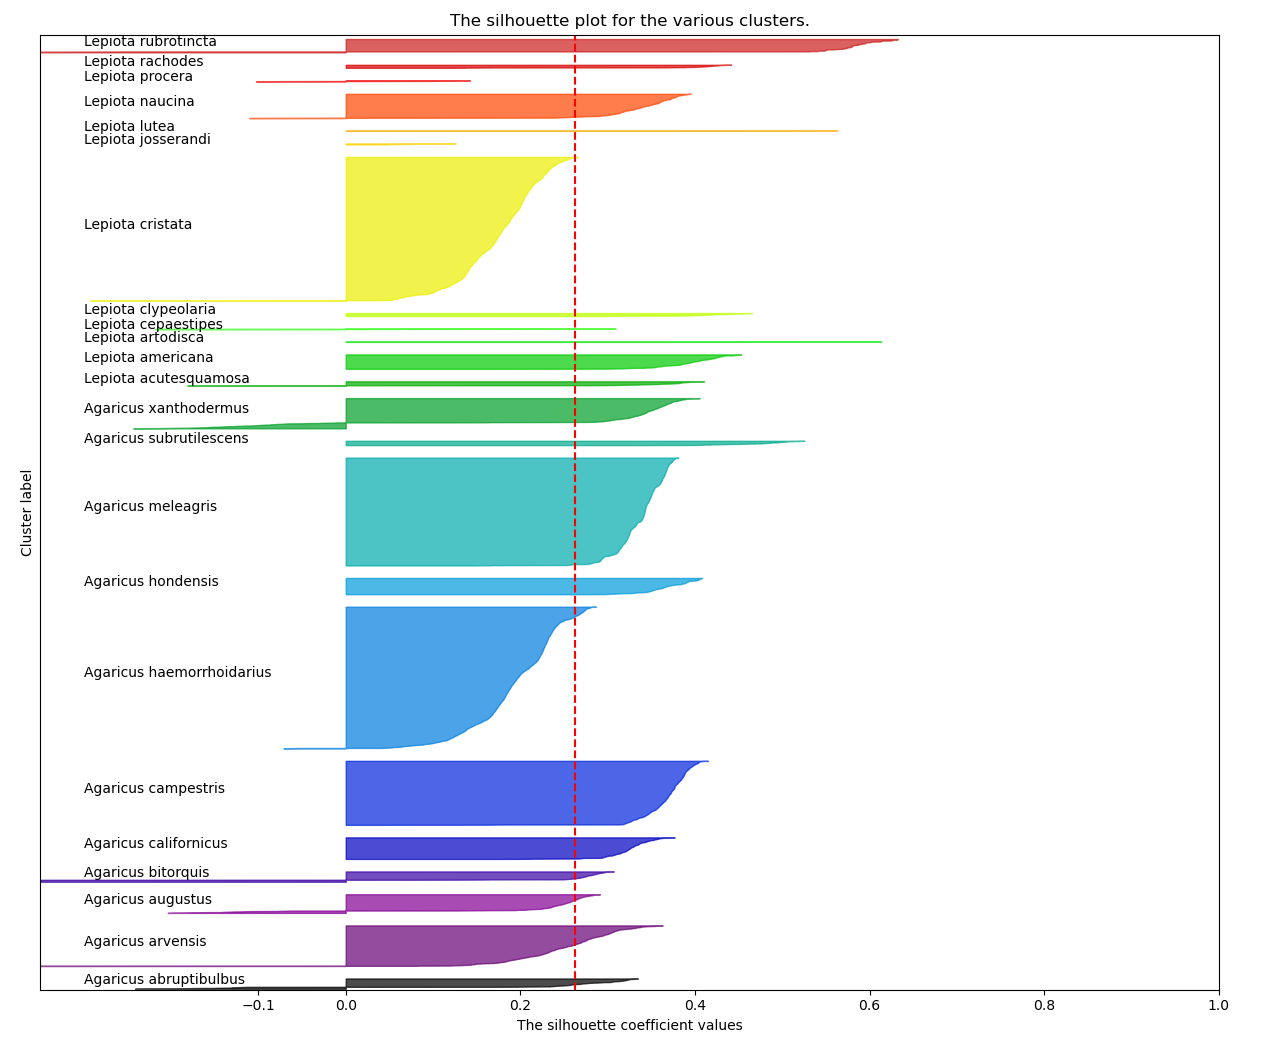 The silhouette plot for the various clusters.
Lepiota rubrotincta
Lepiota rachodes
Lepiota procera
Lepiota naucina
Lepiota lutea
Lepiota josserandi
Lepiota cristata
Lepiota clypeolaria
Lepiota cepaestipes
Lepiota artodisca
Lepiota americana
Lepiota acutesquamosa
Agaricus xanthodermus
Agaricus subrutilescens
Agaricus meleagris
Agaricus hondensis
Agaricus haemorrhoidarius
Agaricus campestris
Agaricus californicus
Agaricus bitorquis
Agaricus augustus
Agaricus arvensis
Agaricus abruptibulbus
Cluster label
−0.1 0.0 0.2 0.4 0.6 0.8 1.0
The silhouette coefficient values